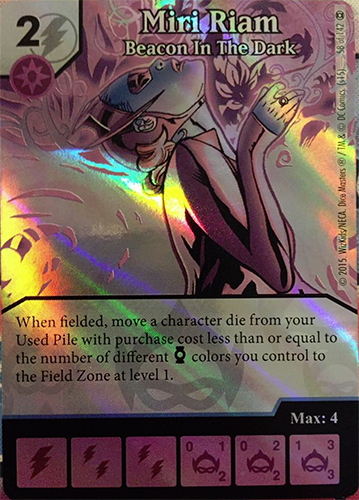 2
Miri Riam
Beacon In The Dark
When fielded, move a character die from your
Used Pile with purchase cost less than or equal to
the number of different colors you control to
the Field Zone at level 1.
Max: 4
0 1 2
0 2 2
1 3 3